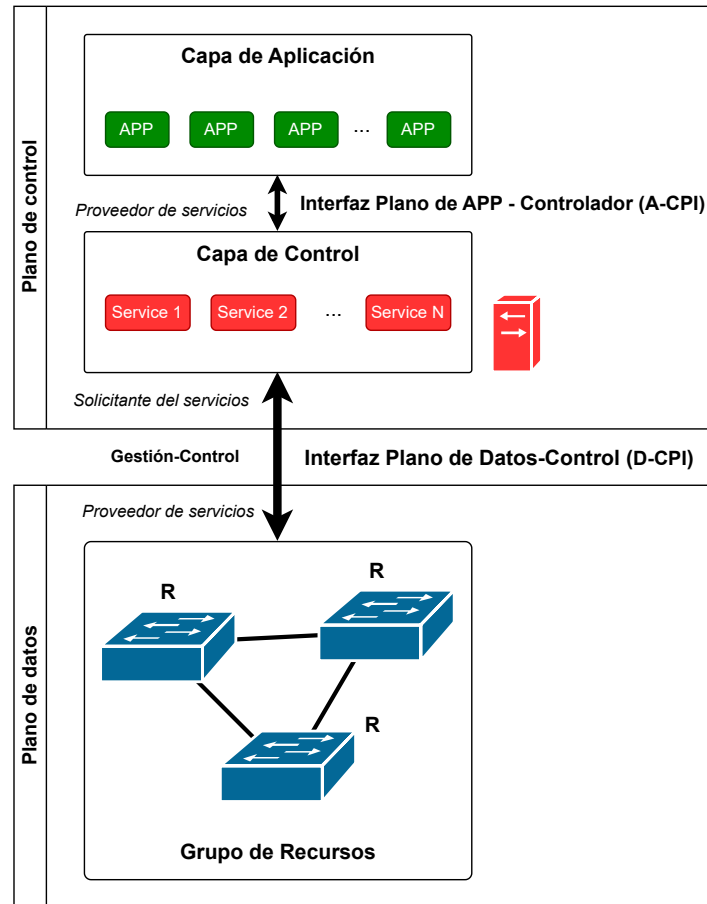 Plano de control
Capa de Aplicación
APP APP APP ... APP
Proveedor de servicios
Interfaz Plano de APP - Controlador (A-CPI)
Capa de Control
Service 1 Service 2 ... Service N
Solicitante del servicios
Gestión-Control
Interfaz Plano de Datos-Control (D-CPI)
Plano de datos
Proveedor de servicios
R
R
R
Grupo de Recursos